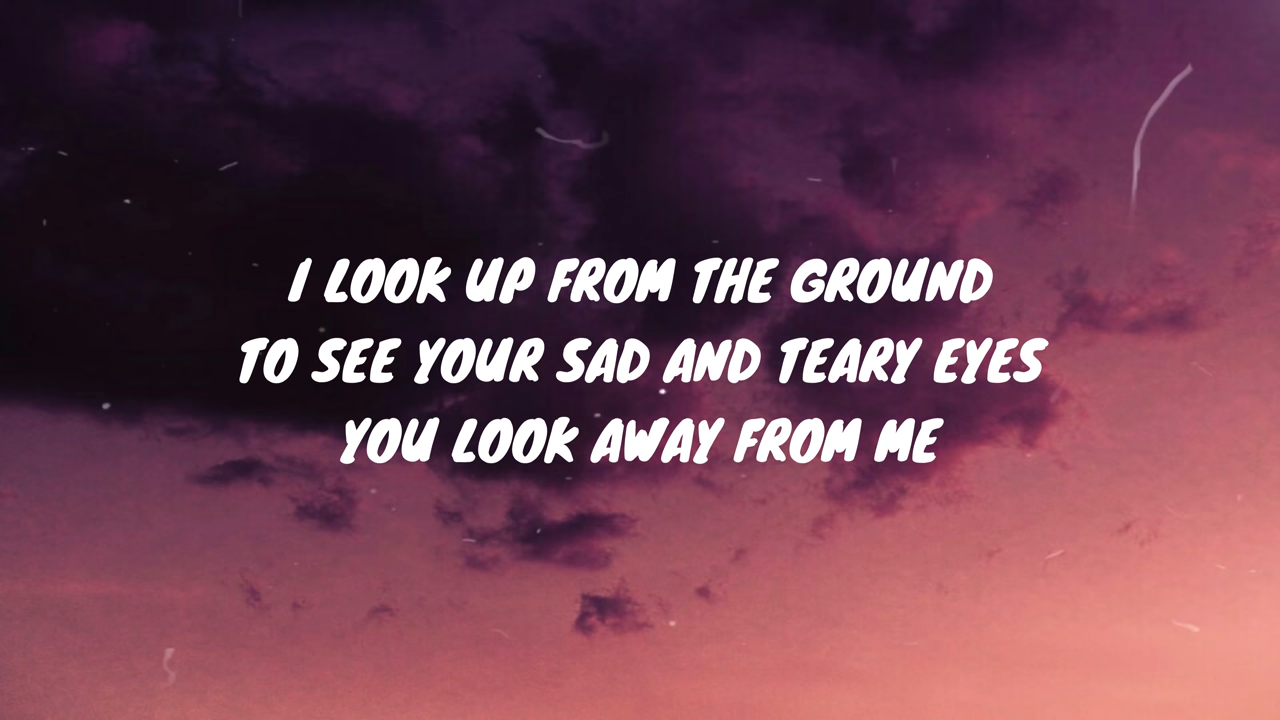 I LOOK UP FROM THE GROUND
TO SEE YOUR SAD AND TEARY EYES
YOU LOOK AWAY FROM ME